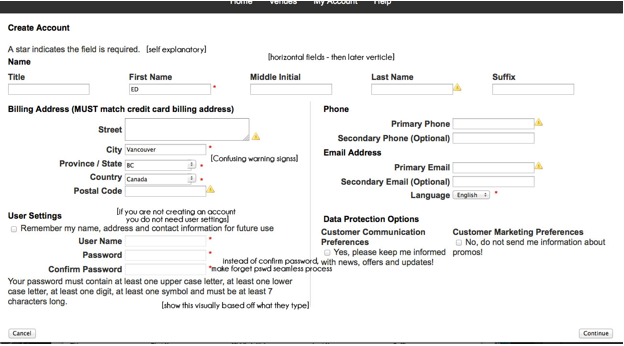 Home Venues My Account Help
Create Account
A star indicates the field is required. [self explanatory]
[horizontal fields - then later verticle]
Name
Title First Name Middle Initial Last Name Suffix
ED *
Billing Address (MUST match credit card billing address)
Street
City Vancouver *
[Confusing warning signs]
Province / State BC *
Country Canada *
Postal Code
Phone
Primary Phone
Secondary Phone (Optional)
Email Address
Primary Email
Secondary Email (Optional)
Language English *
User Settings
[if you are not creating an account
you do not need user settings]
Remember my name, address and contact information for future use
User Name *
Password *
Confirm Password *
instead of confirm password,
make forget pswd seamless process
Your password must contain at least one upper case letter, at least one lower
case letter, at least one digit, at least one symbol and must be at least 7
characters long.
[show this visually based off what they type]
Data Protection Options
Customer Communication
Preferences
Yes, please keep me informed
with news, offers and updates!
Customer Marketing Preferences
No, do not send me information about
promos!
Cancel
Continue